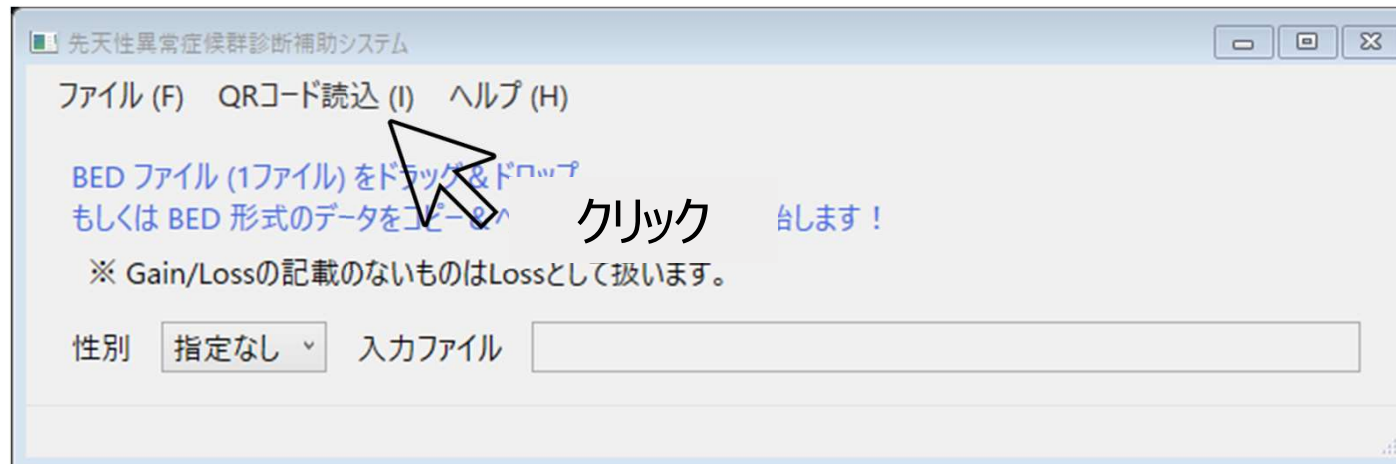 先天性異常症候群診断補助システム
ファイル (F) QRコード読込 (I) ヘルプ (H)
BED ファイル (1ファイル) をドラッグ&ドロップ
もしくは BED 形式のデータをコピー&ペ
クリック
始します!
※ Gain/Lossの記載のないものはLossとして扱います。
性別 指定なし 入力ファイル